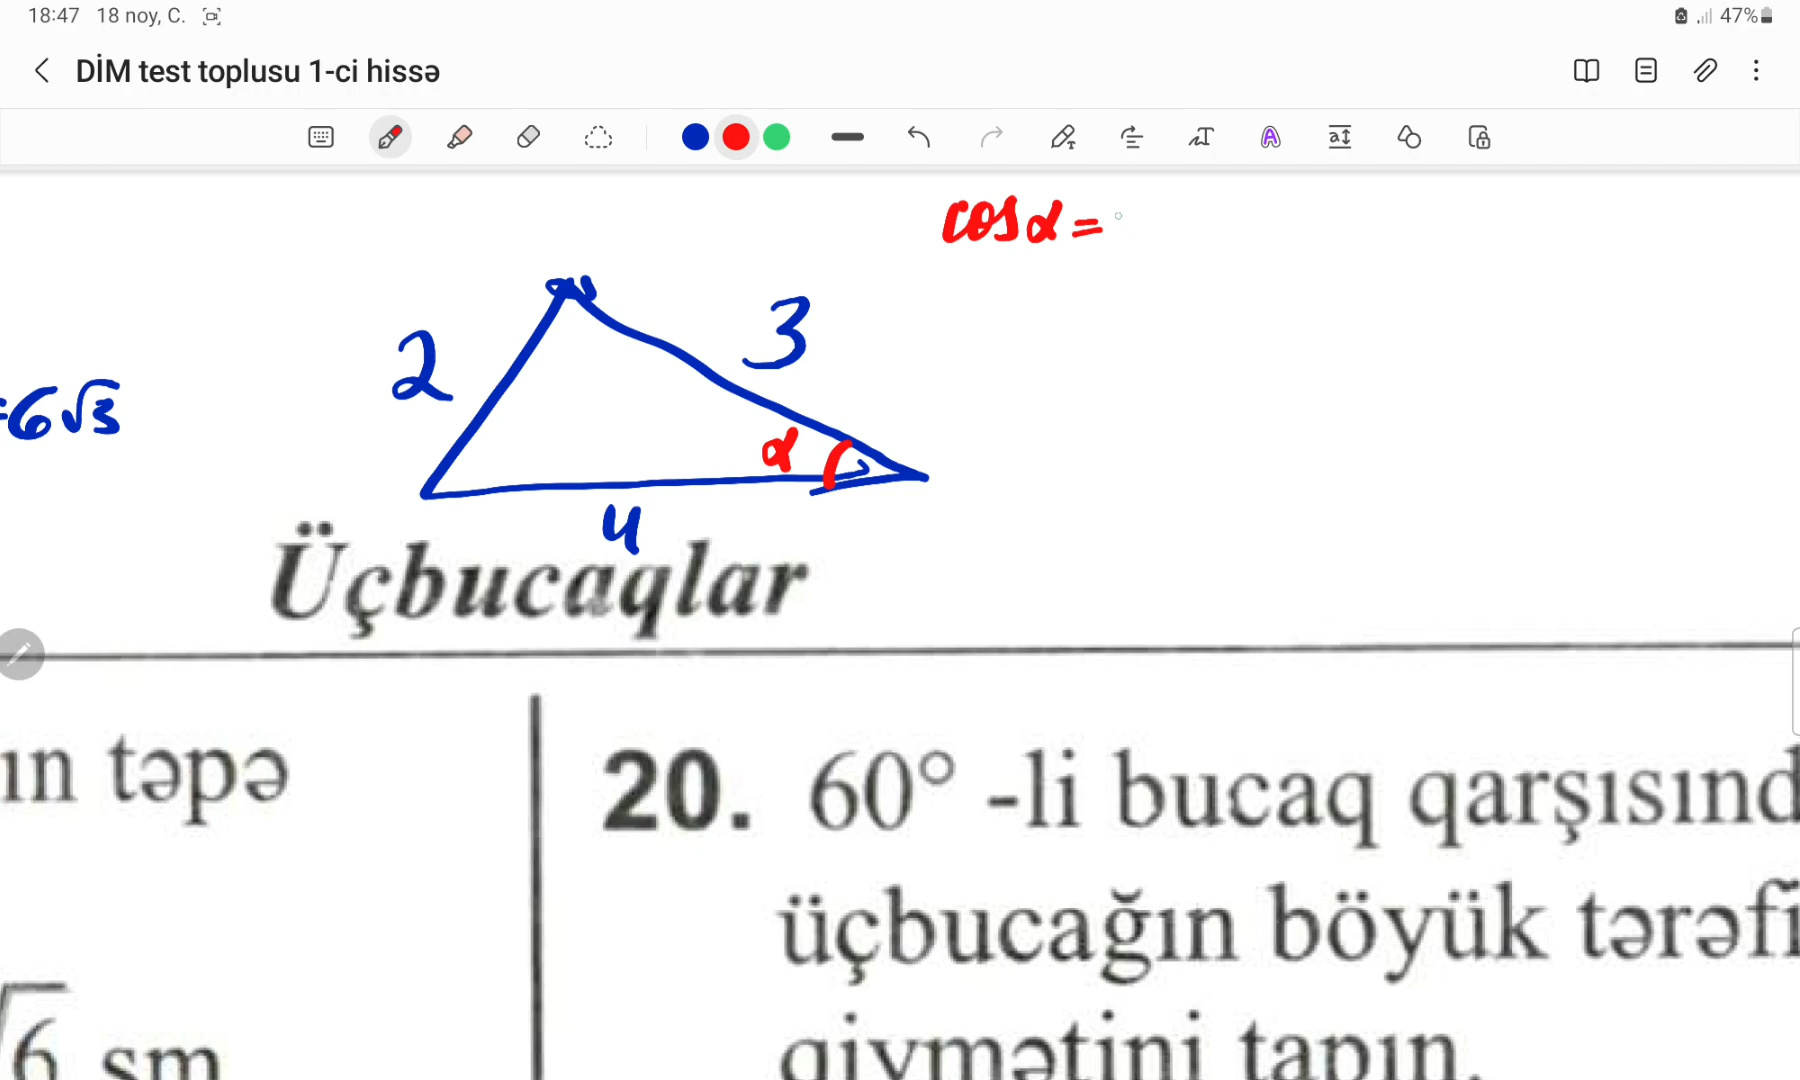 18:47 18 noy, C. 47%
DİM test toplusu 1-ci hissə
cosα=
2
3
=6√3
α
4
Üçbucaqlar
ın təpə
20. 60° -li bucaq qarşısınd
üçbucağın böyük tərəfi
qiymətini tapın.
√6 sm